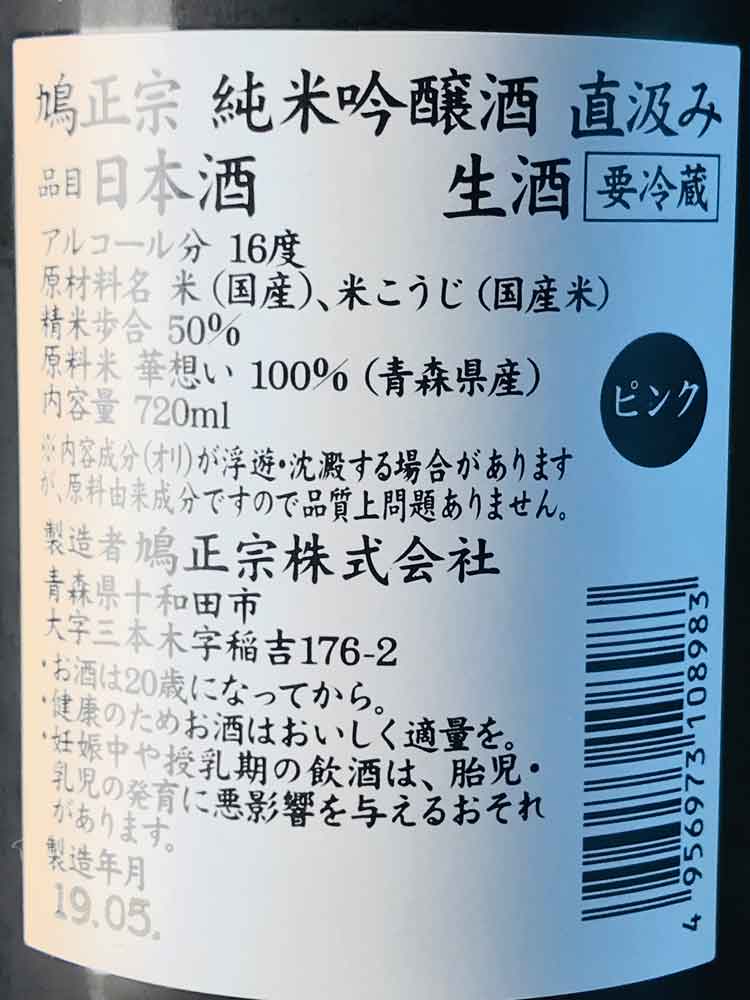 鳩正宗 純米吟醸酒 直汲み
品目 日本酒 生酒 要冷蔵
アルコール分 16度
原材料名 米(国産)、米こうじ(国産米)
精米歩合 50%
原料米 華想い 100%(青森県産)
内容量 720ml
ピンク
※内容成分(オリ)が浮遊・沈澱する場合があります
が、原料由来成分ですので品質上問題ありません。
製造者 鳩正宗株式会社
青森県十和田市
大字三本木字稲吉176-2
・お酒は20歳になってから。
・健康のためお酒はおいしく適量を。
・妊娠中や授乳期の飲酒は、胎児・
乳児の発育に悪影響を与えるおそれ
があります。
製造年月
19.05.
4956973108983